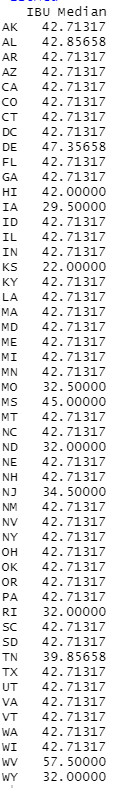 IBU Median
AK 42.71317
AL 42.85658
AR 42.71317
AZ 42.71317
CA 42.71317
CO 42.71317
CT 42.71317
DC 42.71317
DE 47.35658
FL 42.71317
GA 42.71317
HI 42.00000
IA 29.50000
ID 42.71317
IL 42.71317
IN 42.71317
KS 22.00000
KY 42.71317
LA 42.71317
MA 42.71317
MD 42.71317
ME 42.71317
MI 42.71317
MN 42.71317
MO 32.50000
MS 45.00000
MT 42.71317
NC 42.71317
ND 32.00000
NE 42.71317
NH 42.71317
NJ 34.50000
NM 42.71317
NV 42.71317
NY 42.71317
OH 42.71317
OK 42.71317
OR 42.71317
PA 42.71317
RI 32.00000
SC 42.71317
SD 42.71317
TN 39.85658
TX 42.71317
UT 42.71317
VA 42.71317
VT 42.71317
WA 42.71317
WI 42.71317
WV 57.50000
WY 32.00000